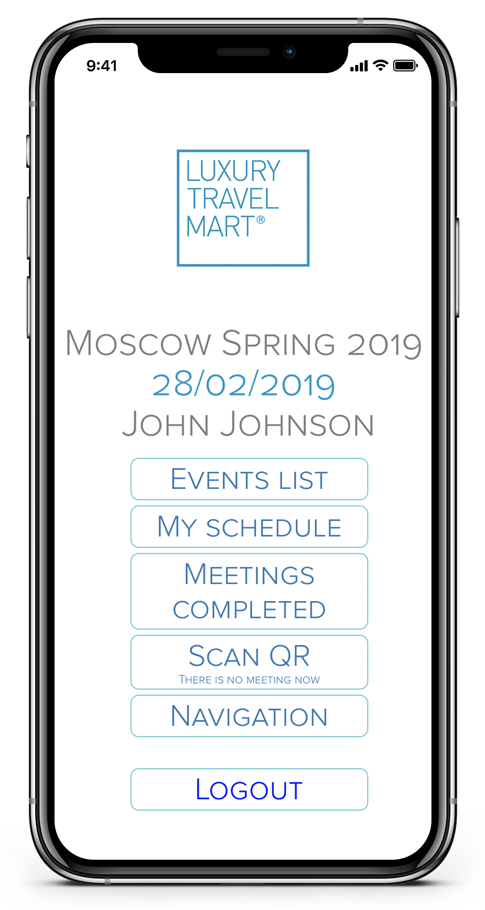 9:41
LUXURY
TRAVEL
MART®
Moscow Spring 2019
28/02/2019
John Johnson
Events list
My schedule
Meetings
completed
Scan QR
There is no meeting now
Navigation
Logout